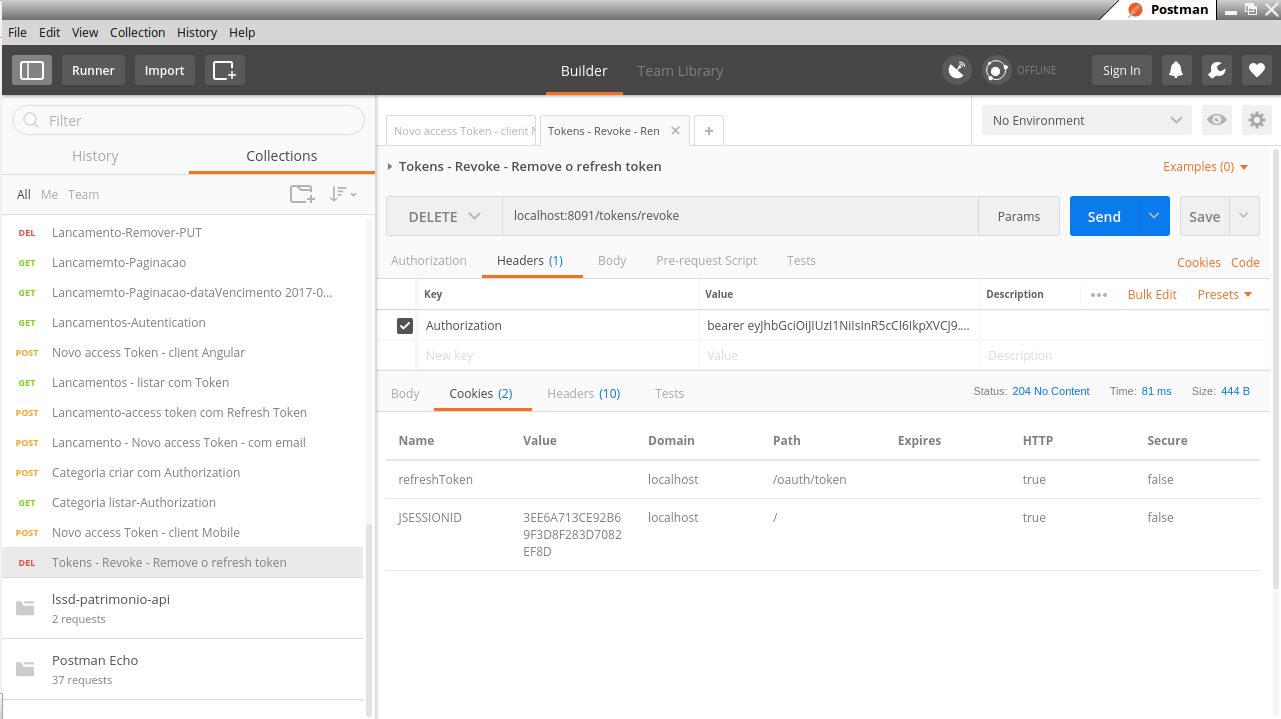 Postman
File Edit View Collection History Help
Runner Import Builder Team Library OFFLINE Sign In
Filter
History Collections
All Me Team
DEL Lancamento-Remover-PUT
GET Lancamemto-Paginacao
GET Lancamemto-Paginacao-dataVencimento 2017-0...
GET Lancamentos-Autentication
POST Novo access Token - client Angular
GET Lancamentos - listar com Token
POST Lancamento-access token com Refresh Token
POST Lancamento - Novo access Token - com email
POST Categoria criar com Authorization
GET Categoria listar-Authorization
POST Novo access Token - client Mobile
DEL Tokens - Revoke - Remove o refresh token
lssd-patrimonio-api
2 requests
Postman Echo
37 requests
Novo access Token - client Tokens - Revoke - Ren + No Environment
Tokens - Revoke - Remove o refresh token Examples (0)
DELETE localhost:8091/tokens/revoke Params Send Save
Authorization Headers (1) Body Pre-request Script Tests Cookies Code
Key Value Description ••• Bulk Edit Presets
Authorization bearer eyJhbGciOiJIUzI1NiIsInR5cCI6IkpXVCJ9....
New key Value Description
Body Cookies (2) Headers (10) Tests Status: 204 No Content Time: 81 ms Size: 444 B
Name Value Domain Path Expires HTTP Secure
refreshToken localhost /oauth/token true false
JSESSIONID 3EE6A713CE92B6 localhost / true false
9F3D8F283D7082
EF8D